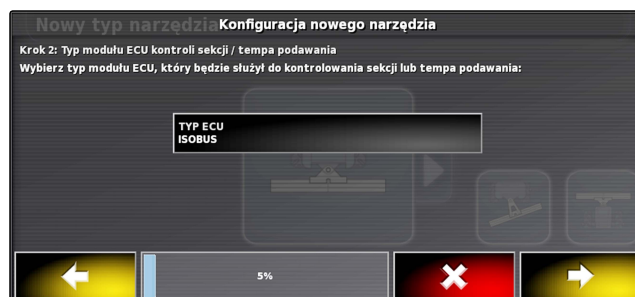 Nowy typ narzędzia
Konfiguracja nowego narzędzia
Krok 2: Typ modułu ECU kontroli sekcji / tempa podawania
Wybierz typ modułu ECU, który będzie służył do kontrolowania sekcji lub tempa podawania:
TYP ECU
ISOBUS
5%